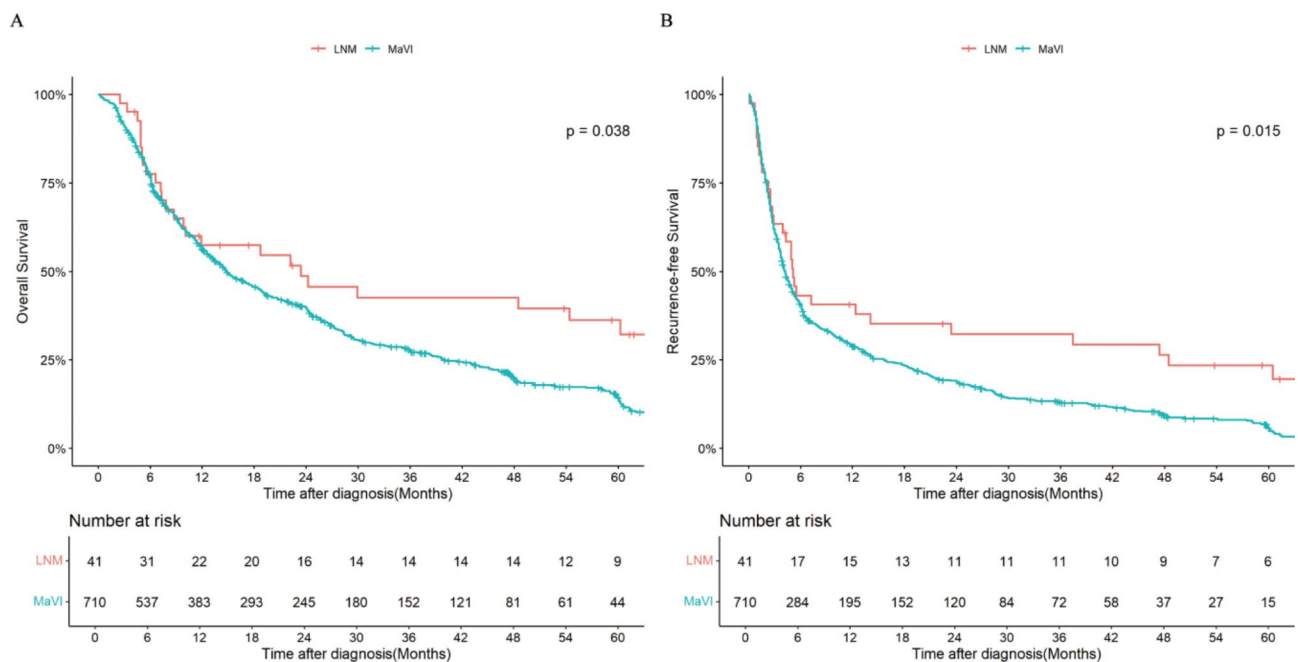 A
LNM MaVI
100%
75%
50%
25%
0%
Overall Survival
p = 0.038
0 6 12 18 24 30 36 42 48 54 60
Time after diagnosis(Months)
Number at risk
LNM 41 31 22 20 16 14 14 14 14 12 9
MaVI 710 537 383 293 245 180 152 121 81 61 44
0 6 12 18 24 30 36 42 48 54 60
Time after diagnosis(Months)
B
LNM MaVI
100%
75%
50%
25%
0%
Recurrence-free Survival
p = 0.015
0 6 12 18 24 30 36 42 48 54 60
Time after diagnosis(Months)
Number at risk
LNM 41 17 15 13 11 11 11 10 9 7 6
MaVI 710 284 195 152 120 84 72 58 37 27 15
0 6 12 18 24 30 36 42 48 54 60
Time after diagnosis(Months)